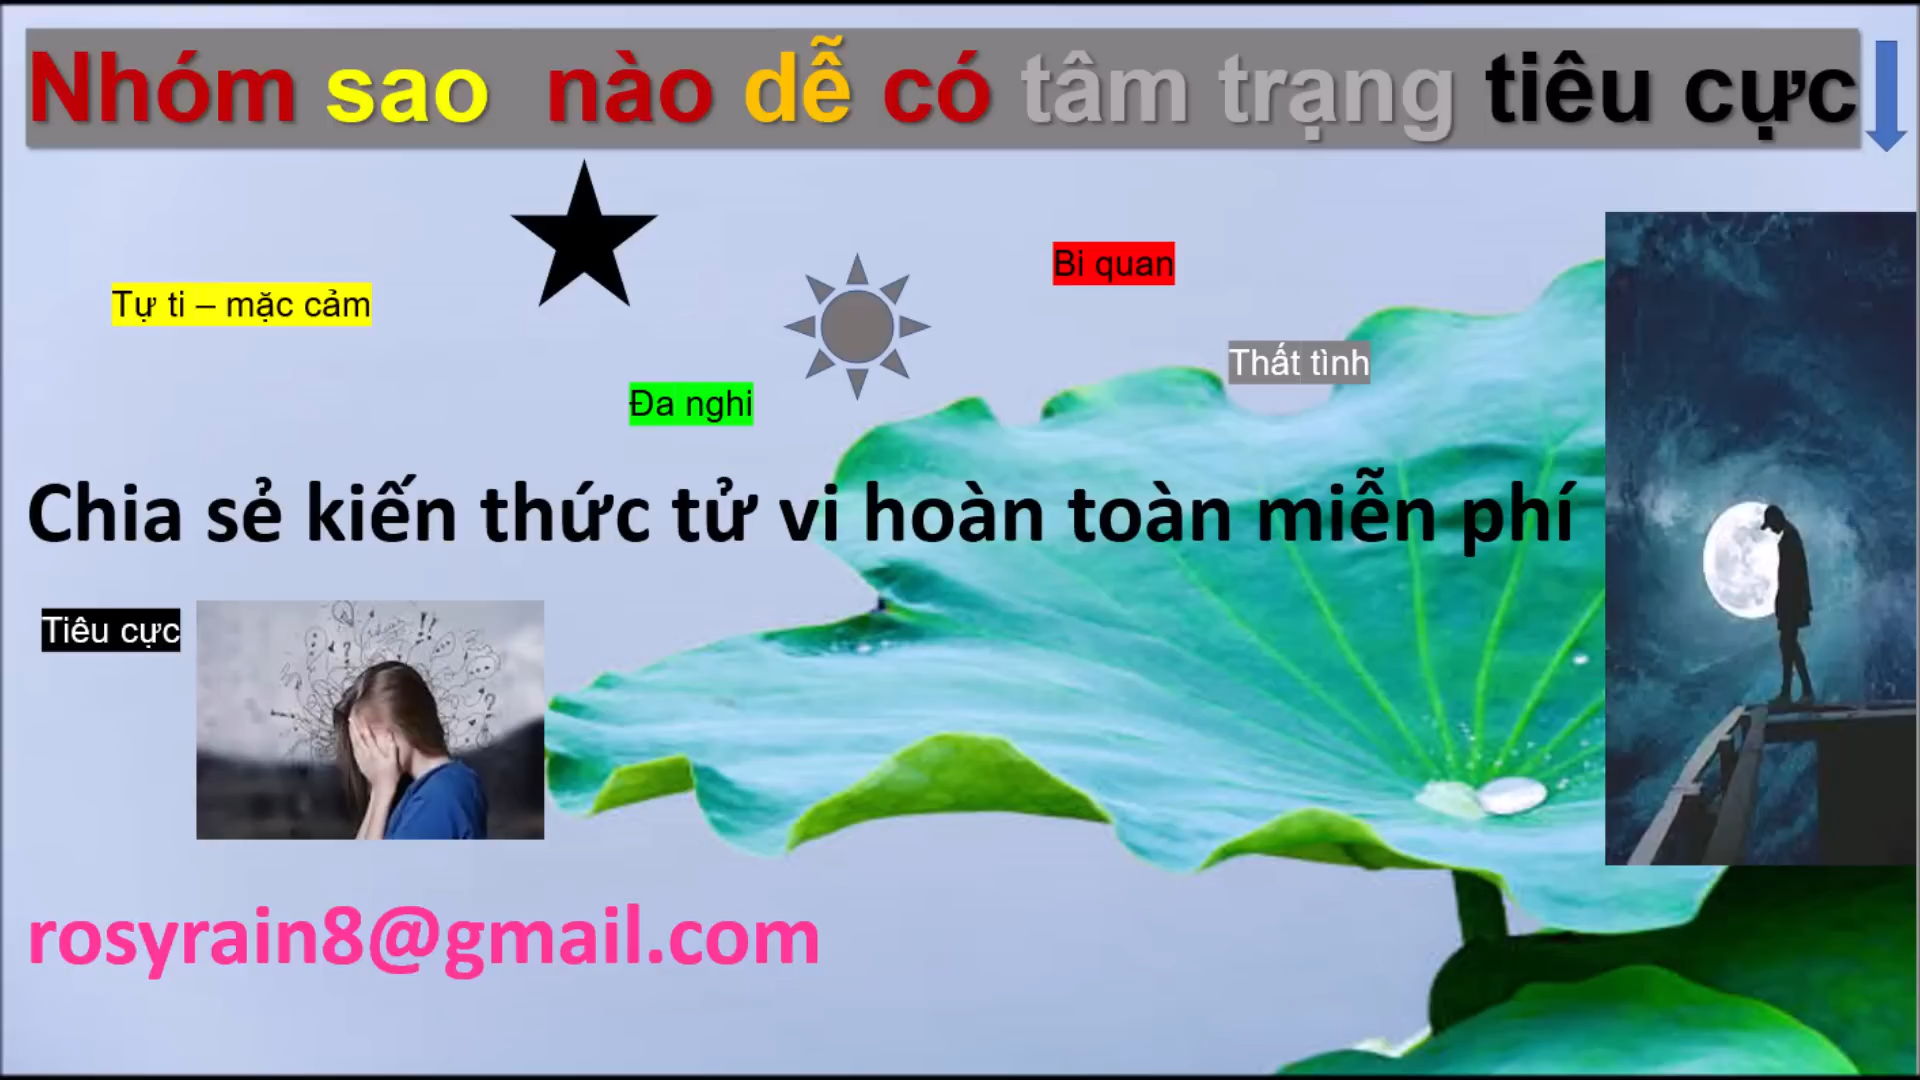 Nhóm sao nào dễ có tâm trạng tiêu cực
Bi quan
Tự ti – mặc cảm
Thất tình
Đa nghi
Chia sẻ kiến thức tử vi hoàn toàn miễn phí
Tiêu cực
rosyrain8@gmail.com